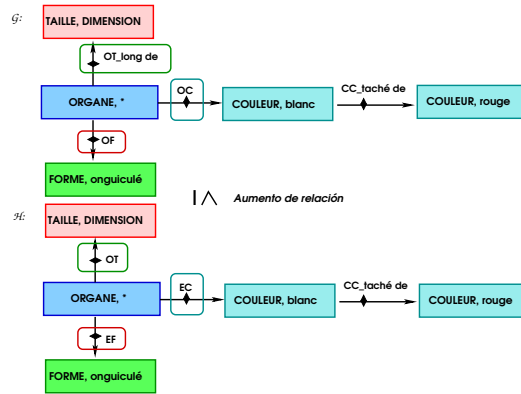 G:
TAILLE, DIMENSION
OT_long de
ORGANE, *
OC
COULEUR, blanc
CC_taché de
COULEUR, rouge
OF
FORME, onguiculé
I∧ Aumento de relación
H:
TAILLE, DIMENSION
OT
ORGANE, *
EC
COULEUR, blanc
CC_taché de
COULEUR, rouge
EF
FORME, onguiculé